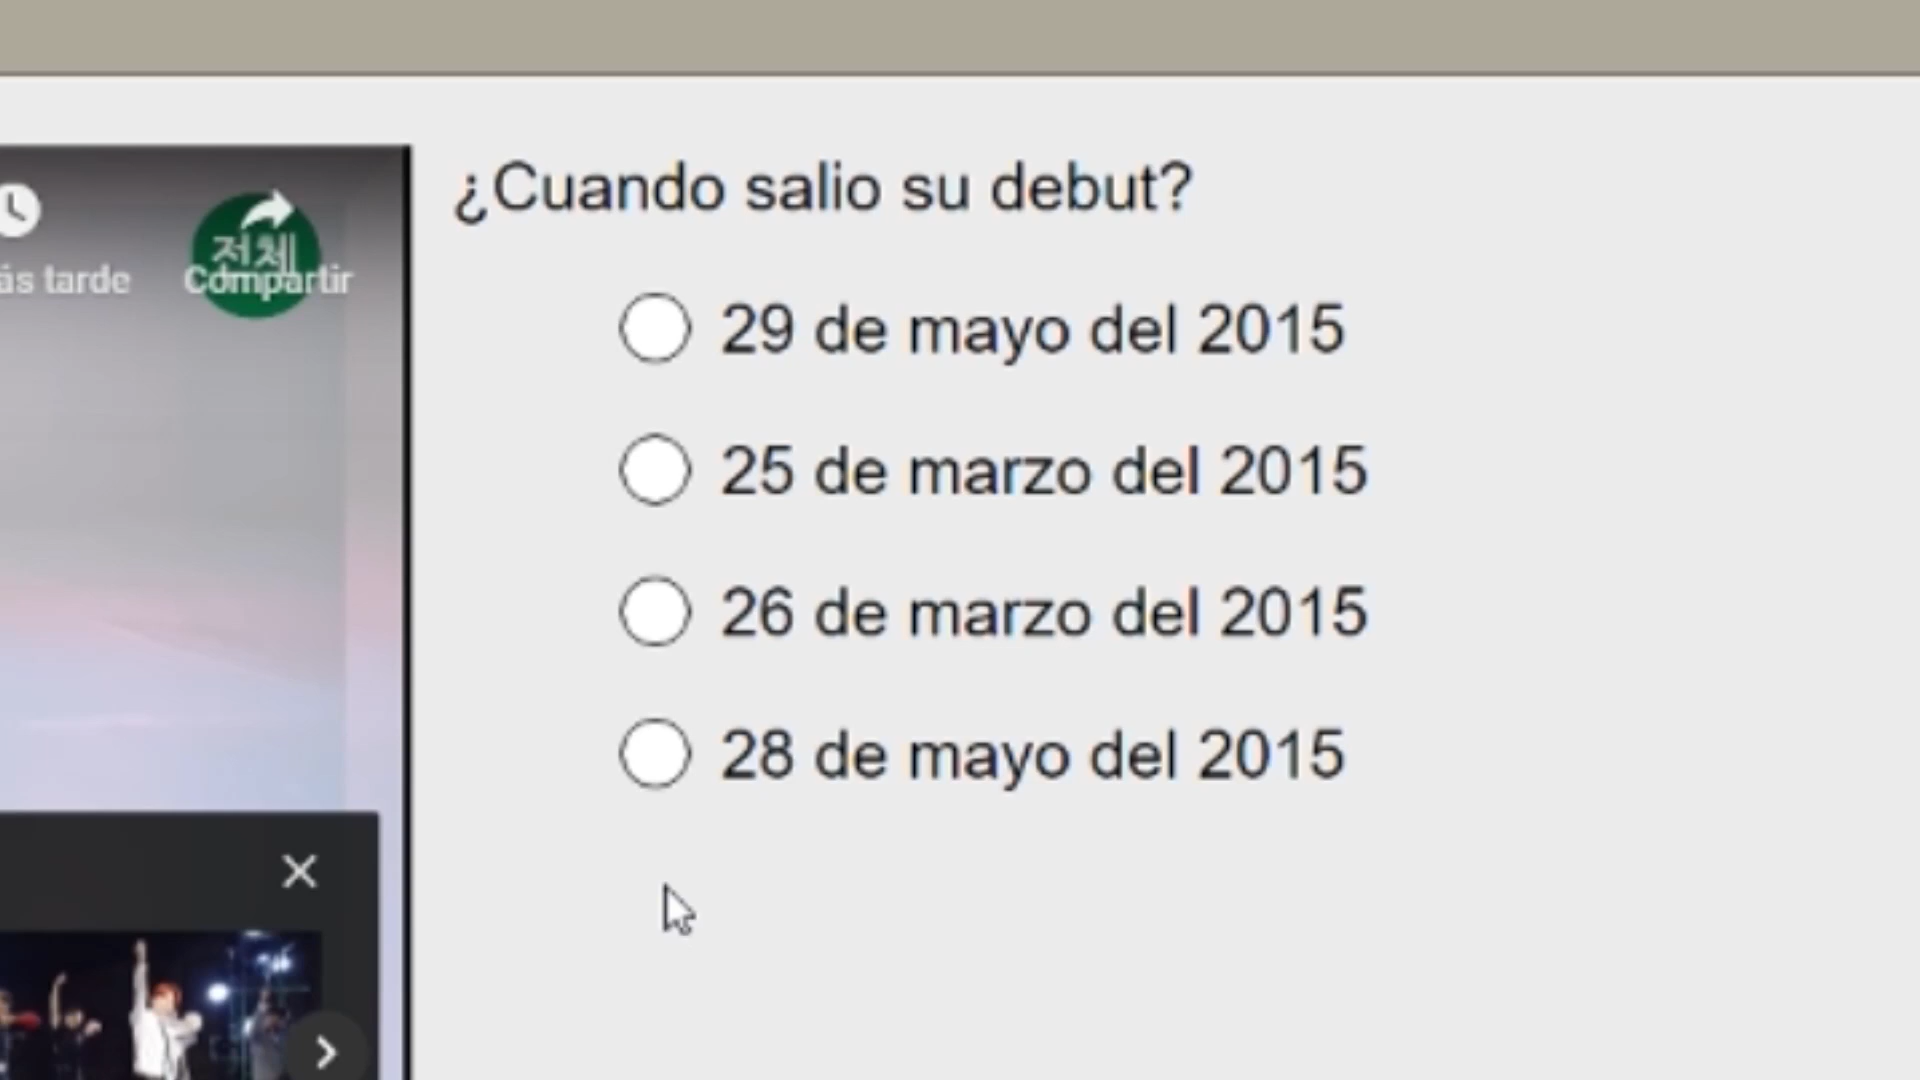 ¿Cuando salio su debut?
전체
ás tarde Compartir
29 de mayo del 2015
25 de marzo del 2015
26 de marzo del 2015
28 de mayo del 2015